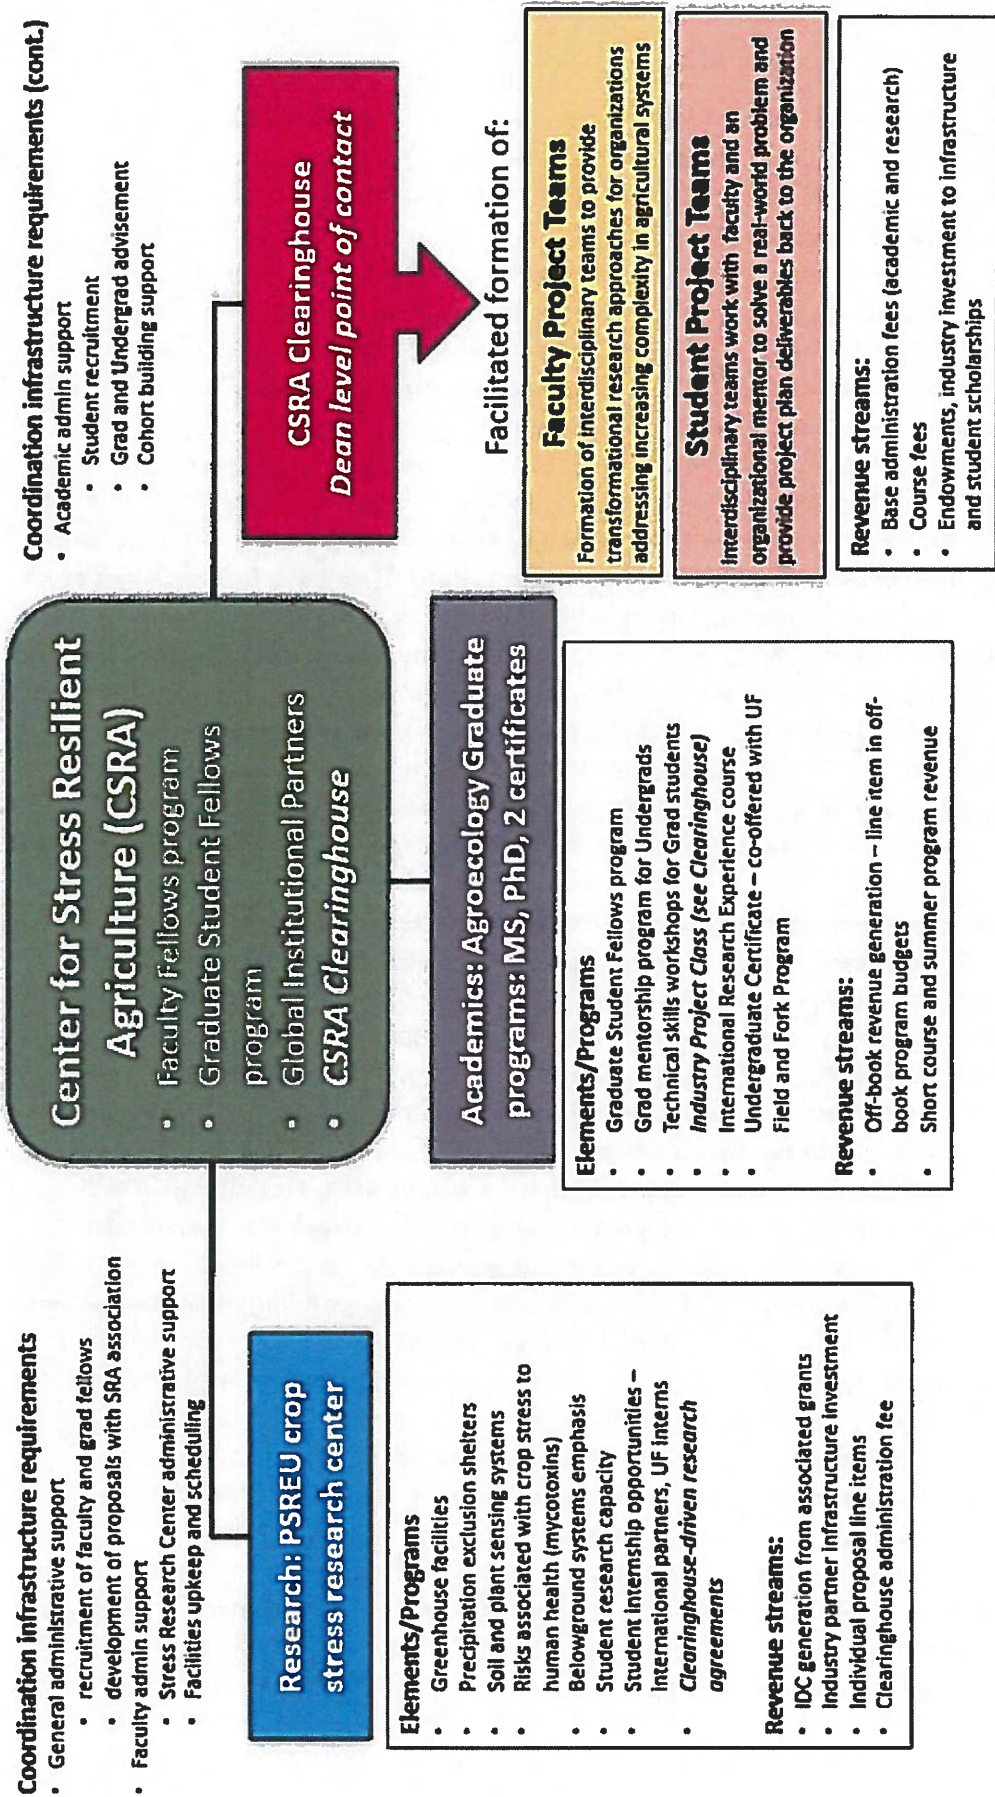 Coordination infrastructure requirements
• General administrative support
• recruitment of faculty and grad fellows
• development of proposals with SRA association
• Faculty admin support
• Stress Research Center administrative support
• Facilities upkeep and scheduling
Center for Stress Resilient
Agriculture (CSRA)
• Faculty Fellows program
• Graduate Student Fellows
program
• Global Institutional Partners
• CSRA Clearinghouse
Coordination infrastructure requirements (cont.)
• Academic admin support
• Student recruitment
• Grad and Undergrad advisement
• Cohort building support
Research: PSREU crop
stress research center
Elements/Programs
• Greenhouse facilities
• Precipitation exclusion shelters
• Soil and plant sensing systems
• Risks associated with crop stress to
human health (mycotoxins)
• Belowground systems emphasis
• Student research capacity
• Student internship opportunities –
international partners, UF interns
• Clearinghouse-driven research
agreements
Revenue streams:
• IDC generation from associated grants
• Industry partner infrastructure investment
• Individual proposal line items
• Clearinghouse administration fee
Academics: Agroecology Graduate
programs: MS, PhD, 2 certificates
Elements/Programs
• Graduate Student Fellows program
• Grad mentorship program for Undergrads
• Technical skills workshops for Grad students
• Industry Project Class (see Clearinghouse)
• International Research Experience course
• Undergraduate Certificate – co-offered with UF
Field and Fork Program
Revenue streams:
• Off-book revenue generation – line item in off-
book program budgets
• Short course and summer program revenue
CSRA Clearinghouse
Dean level point of contact
Facilitated formation of:
Faculty Project Teams
Formation of interdisciplinary teams to provide
transformational research approaches for organizations
addressing increasing complexity in agricultural systems
Student Project Teams
Interdisciplinary teams work with faculty and an
organizational mentor to solve a real-world problem and
provide project plan deliverables back to the organization
Revenue streams:
• Base administration fees (academic and research)
• Course fees
• Endowments, industry investment to infrastructure
and student scholarships